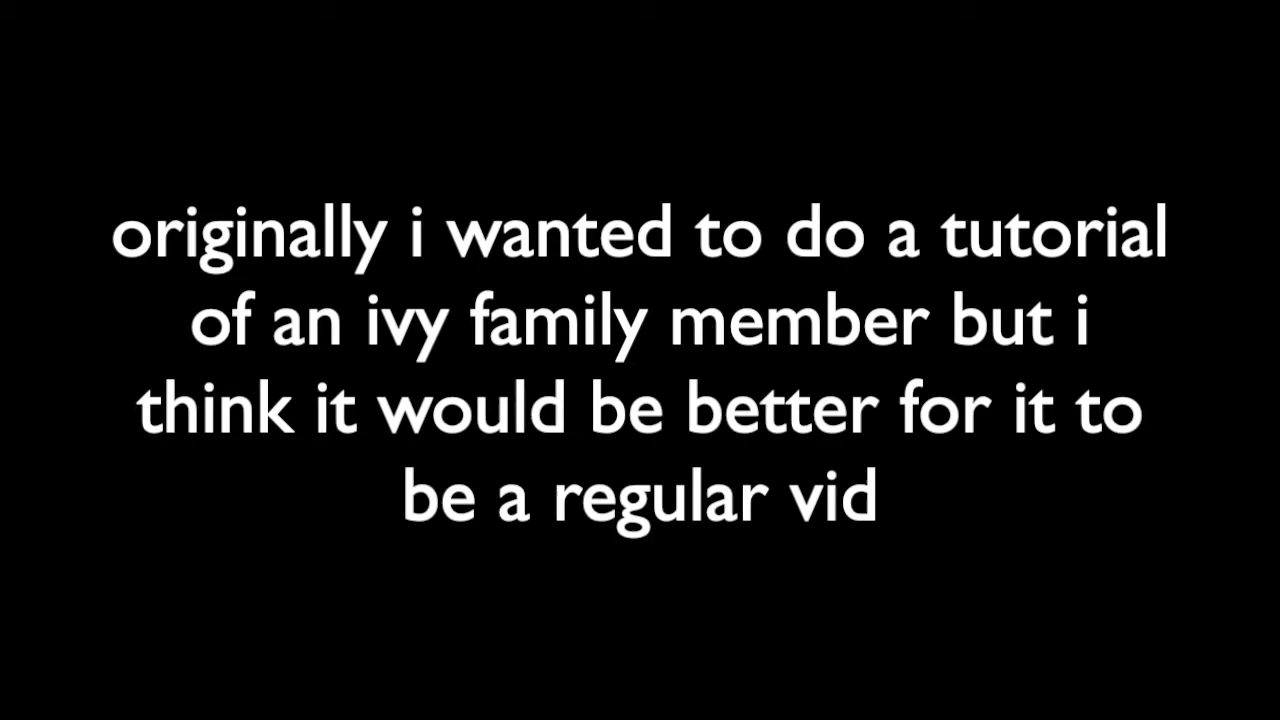 originally i wanted to do a tutorial
of an ivy family member but i
think it would be better for it to
be a regular vid